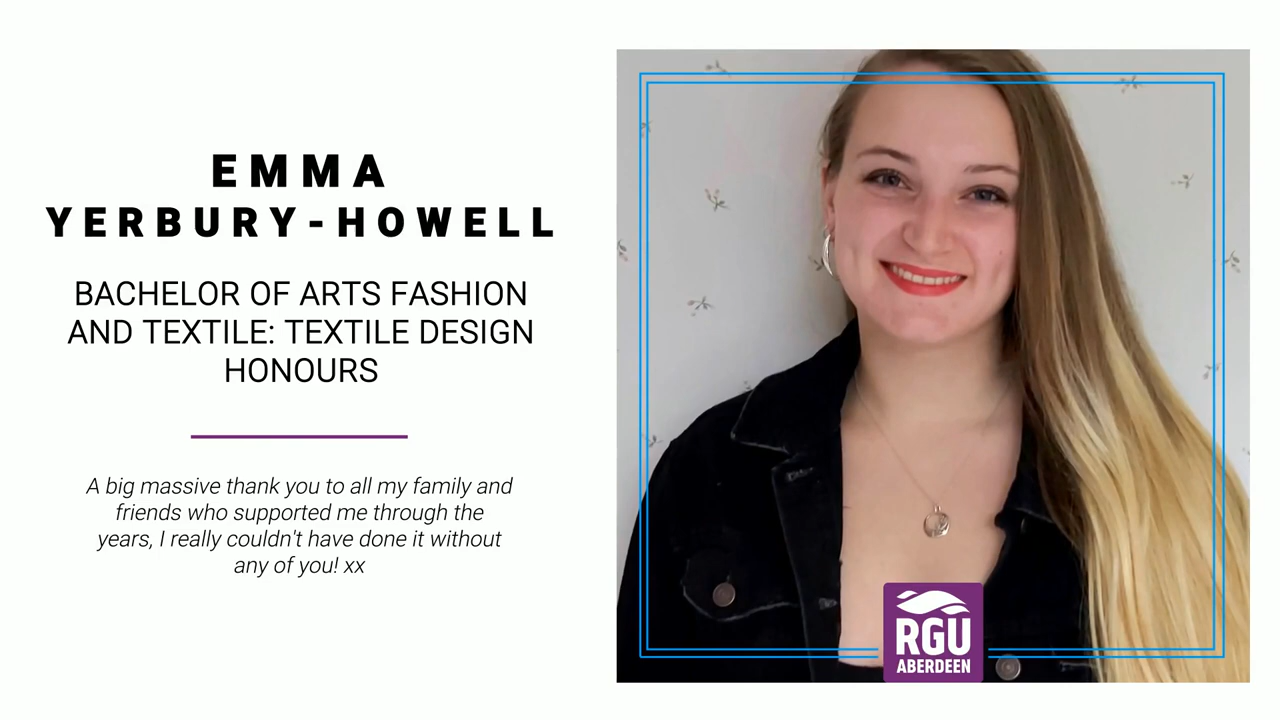 EMMA
YERBURY-HOWELL
BACHELOR OF ARTS FASHION
AND TEXTILE: TEXTILE DESIGN
HONOURS
A big massive thank you to all my family and
friends who supported me through the
years, I really couldn't have done it without
any of you! xx
RGU
ABERDEEN